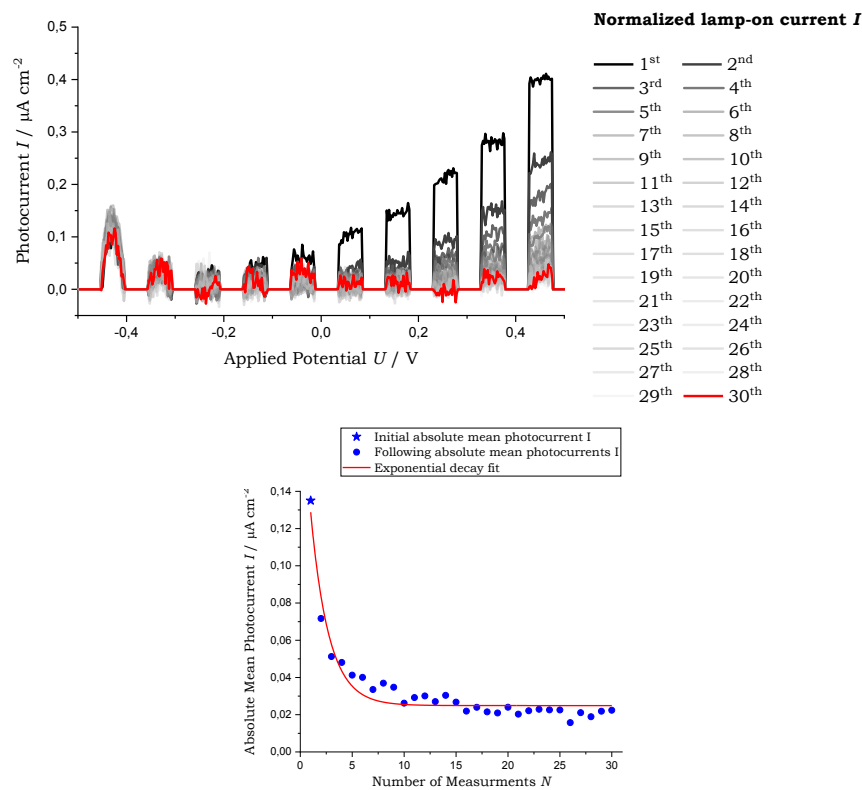 Normalized lamp-on current I
1st 2nd
3rd 4th
5th 6th
7th 8th
9th 10th
11th 12th
13th 14th
15th 16th
17th 18th
19th 20th
21th 22th
23th 24th
25th 26th
27th 28th
29th 30th
Photocurrent I / µA cm-2
0,5
0,4
0,3
0,2
0,1
0,0
-0,4 -0,2 0,0 0,2 0,4
Applied Potential U / V
Initial absolute mean photocurrent I
Following absolute mean photocurrents I
Exponential decay fit
Absolute Mean Photocurrent I / µA cm-2
0,14
0,12
0,10
0,08
0,06
0,04
0,02
0,00
0 5 10 15 20 25 30
Number of Measurments N